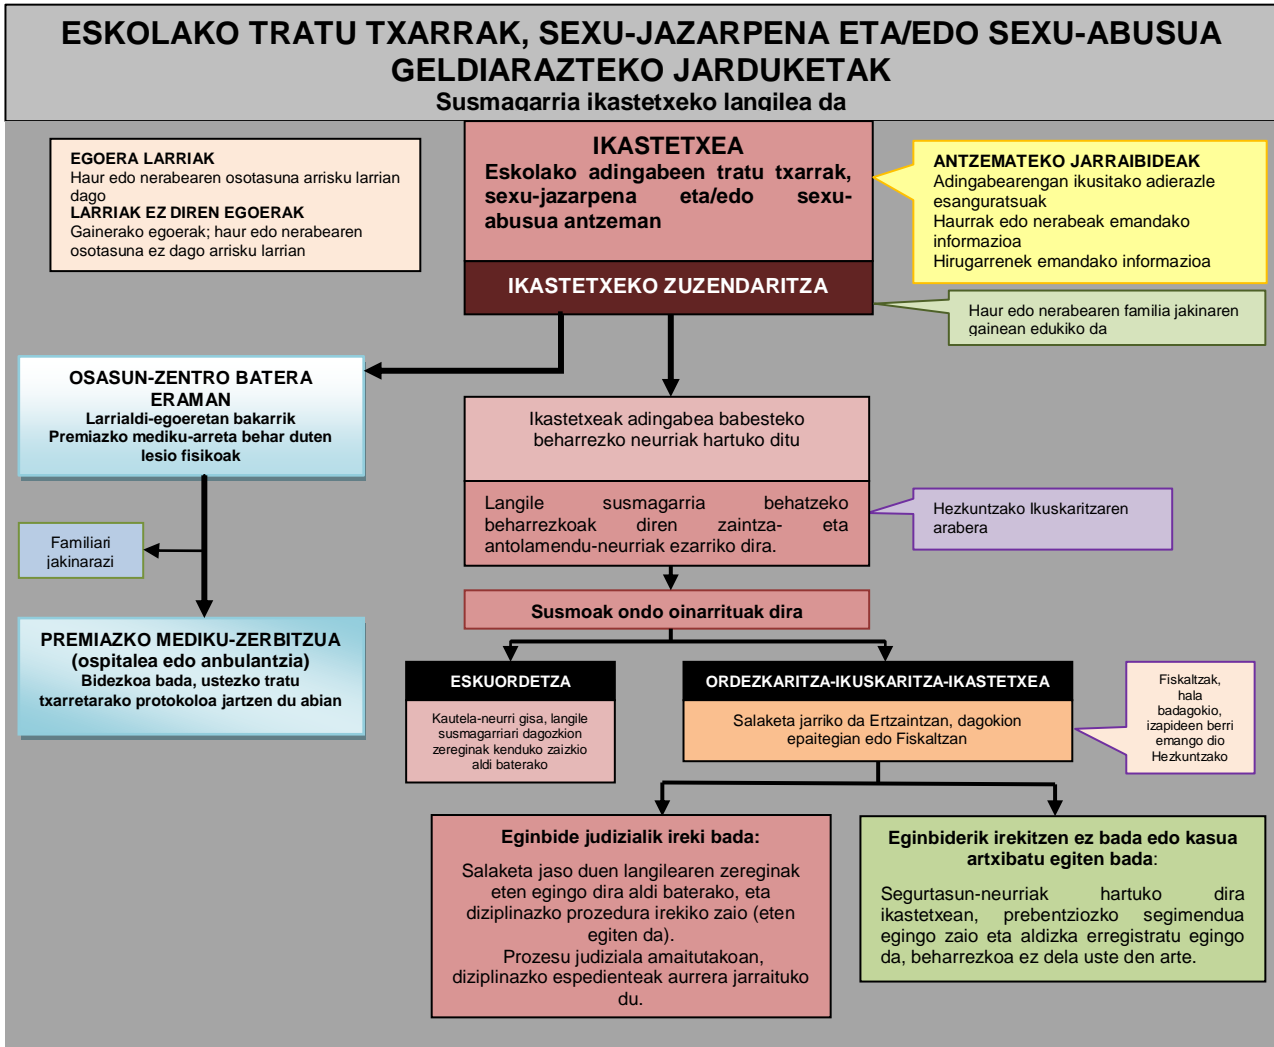 ESKOLAKO TRATU TXARRAK, SEXU-JAZARPENA ETA/EDO SEXU-ABUSUA
GELDIARAZTEKO JARDUKETAK
Susmagarria ikastetxeko langilea da
EGOERA LARRIAK
Haur edo nerabearen osotasuna arrisku larrian
dago
LARRIAK EZ DIREN EGOERAK
Gainerako egoerak; haur edo nerabearen
osotasuna ez dago arrisku larrian
IKASTETXEA
Eskolako adingabeen tratu txarrak,
sexu-jazarpena eta/edo sexu-
abusua antzeman
IKASTETXEKO ZUZENDARITZA
ANTZEMATEKO JARRAIBIDEAK
Adingabearengan ikusitako adierazle
esanguratsuak
Haurrak edo nerabeak emandako
informazioa
Hirugarrenek emandako informazioa
Haur edo nerabearen familia jakinaren
gainean edukiko da
OSASUN-ZENTRO BATERA
ERAMAN
Larrialdi-egoeretan bakarrik
Premiazko mediku-arreta behar duten
lesio fisikoak
Ikastetxeak adingabea babesteko
beharrezko neurriak hartuko ditu
Langile susmagarria behatzeko
beharrezkoak diren zaintza- eta
antolamendu-neurriak ezarriko dira.
Hezkuntzako Ikuskaritzaren
arabera
Familiari
jakinarazi
Susmoak ondo oinarrituak dira
PREMIAZKO MEDIKU-ZERBITZUA
(ospitalea edo anbulantzia)
Bidezkoa bada, ustezko tratu
txarretarako protokoloa jartzen du abian
ESKUORDETZA
Kautela-neurri gisa, langile
susmagarriari dagozkion
zereginak kenduko zaizkio
aldi baterako
ORDEZKARITZA-IKUSKARITZA-IKASTETXEA
Salaketa jarriko da Ertzaintzan, dagokion
epaitegian edo Fiskaltzan
Fiskaltzak,
hala
badagokio,
izapideen berri
emango dio
Hezkuntzako
Eginbide judizialik ireki bada:
Salaketa jaso duen langilearen zereginak
eten egingo dira aldi baterako, eta
diziplinazko prozedura irekiko zaio (eten
egiten da).
Prozesu judiziala amaitutakoan,
diziplinazko espedienteak aurrera jarraituko
du.
Eginbiderik irekitzen ez bada edo kasua
artxibatu egiten bada:
Segurtasun-neurriak hartuko dira
ikastetxean, prebentziozko segimendua
egingo zaio eta aldizka erregistratu egingo
da, beharrezkoa ez dela uste den arte.